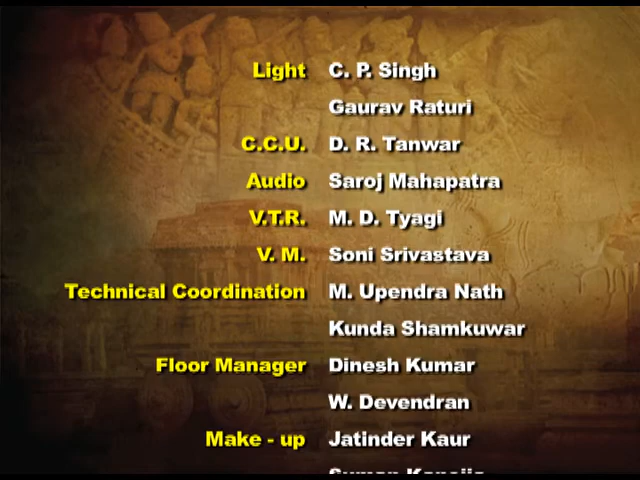 Light C. P. Singh
Gaurav Raturi
C.C.U. D. R. Tanwar
Audio Saroj Mahapatra
V.T.R. M. D. Tyagi
V. M. Soni Srivastava
Technical Coordination M. Upendra Nath
Kunda Shamkuwar
Floor Manager Dinesh Kumar
W. Devendran
Make - up Jatinder Kaur